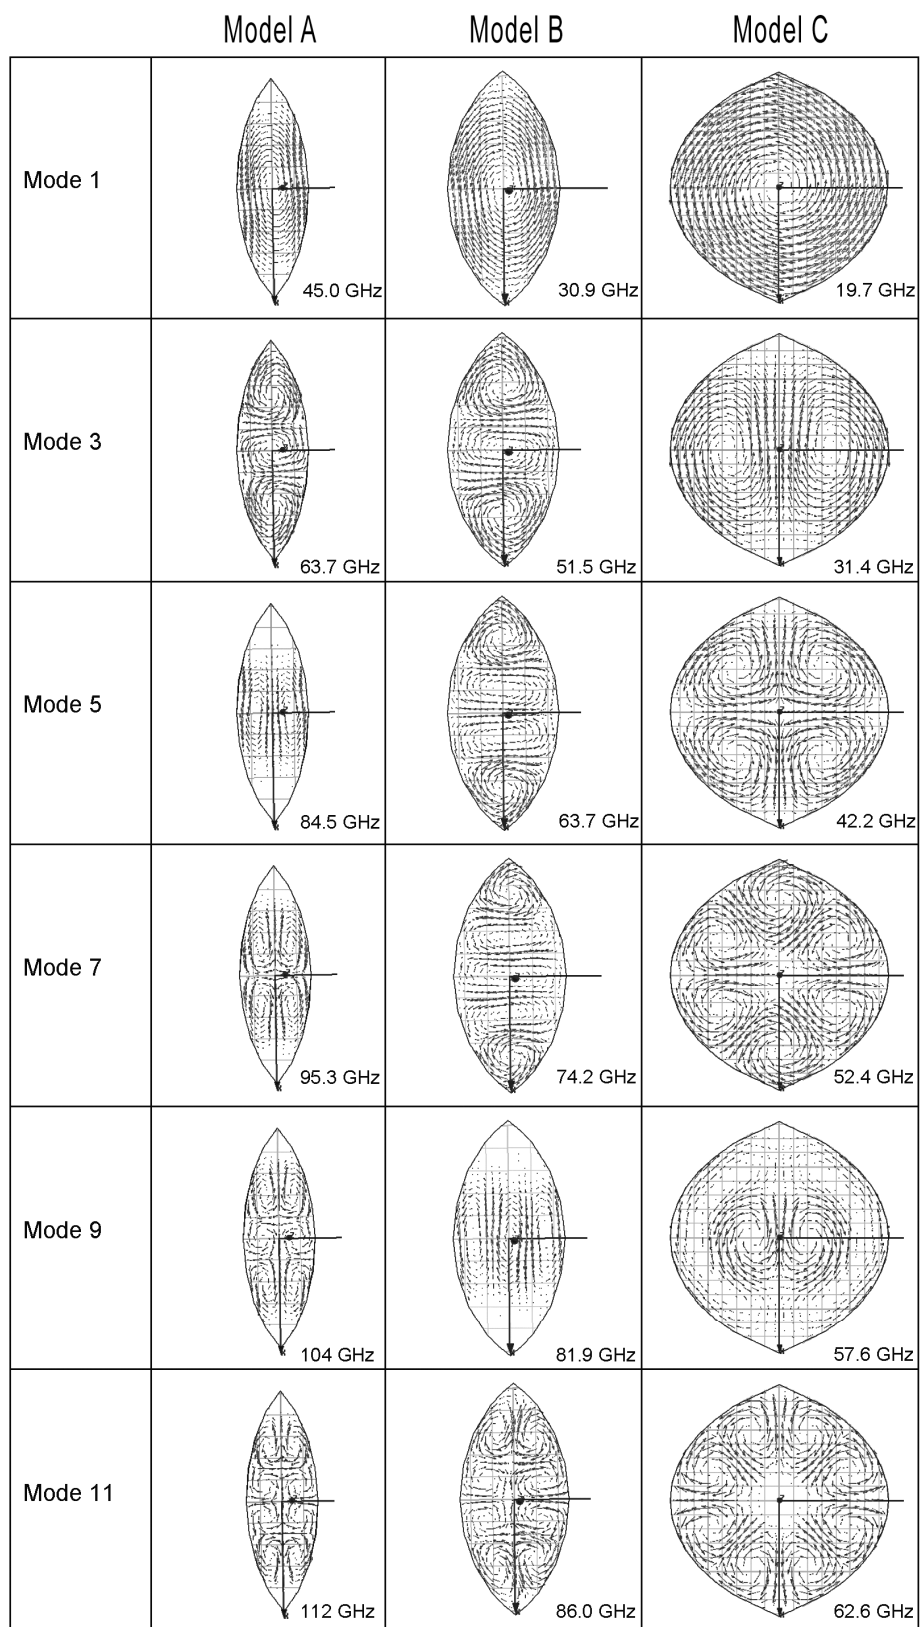 Model A Model B Model C
Mode 1
45.0 GHz 30.9 GHz 19.7 GHz
Mode 3
63.7 GHz 51.5 GHz 31.4 GHz
Mode 5
84.5 GHz 63.7 GHz 42.2 GHz
Mode 7
95.3 GHz 74.2 GHz 52.4 GHz
Mode 9
104 GHz 81.9 GHz 57.6 GHz
Mode 11
112 GHz 86.0 GHz 62.6 GHz